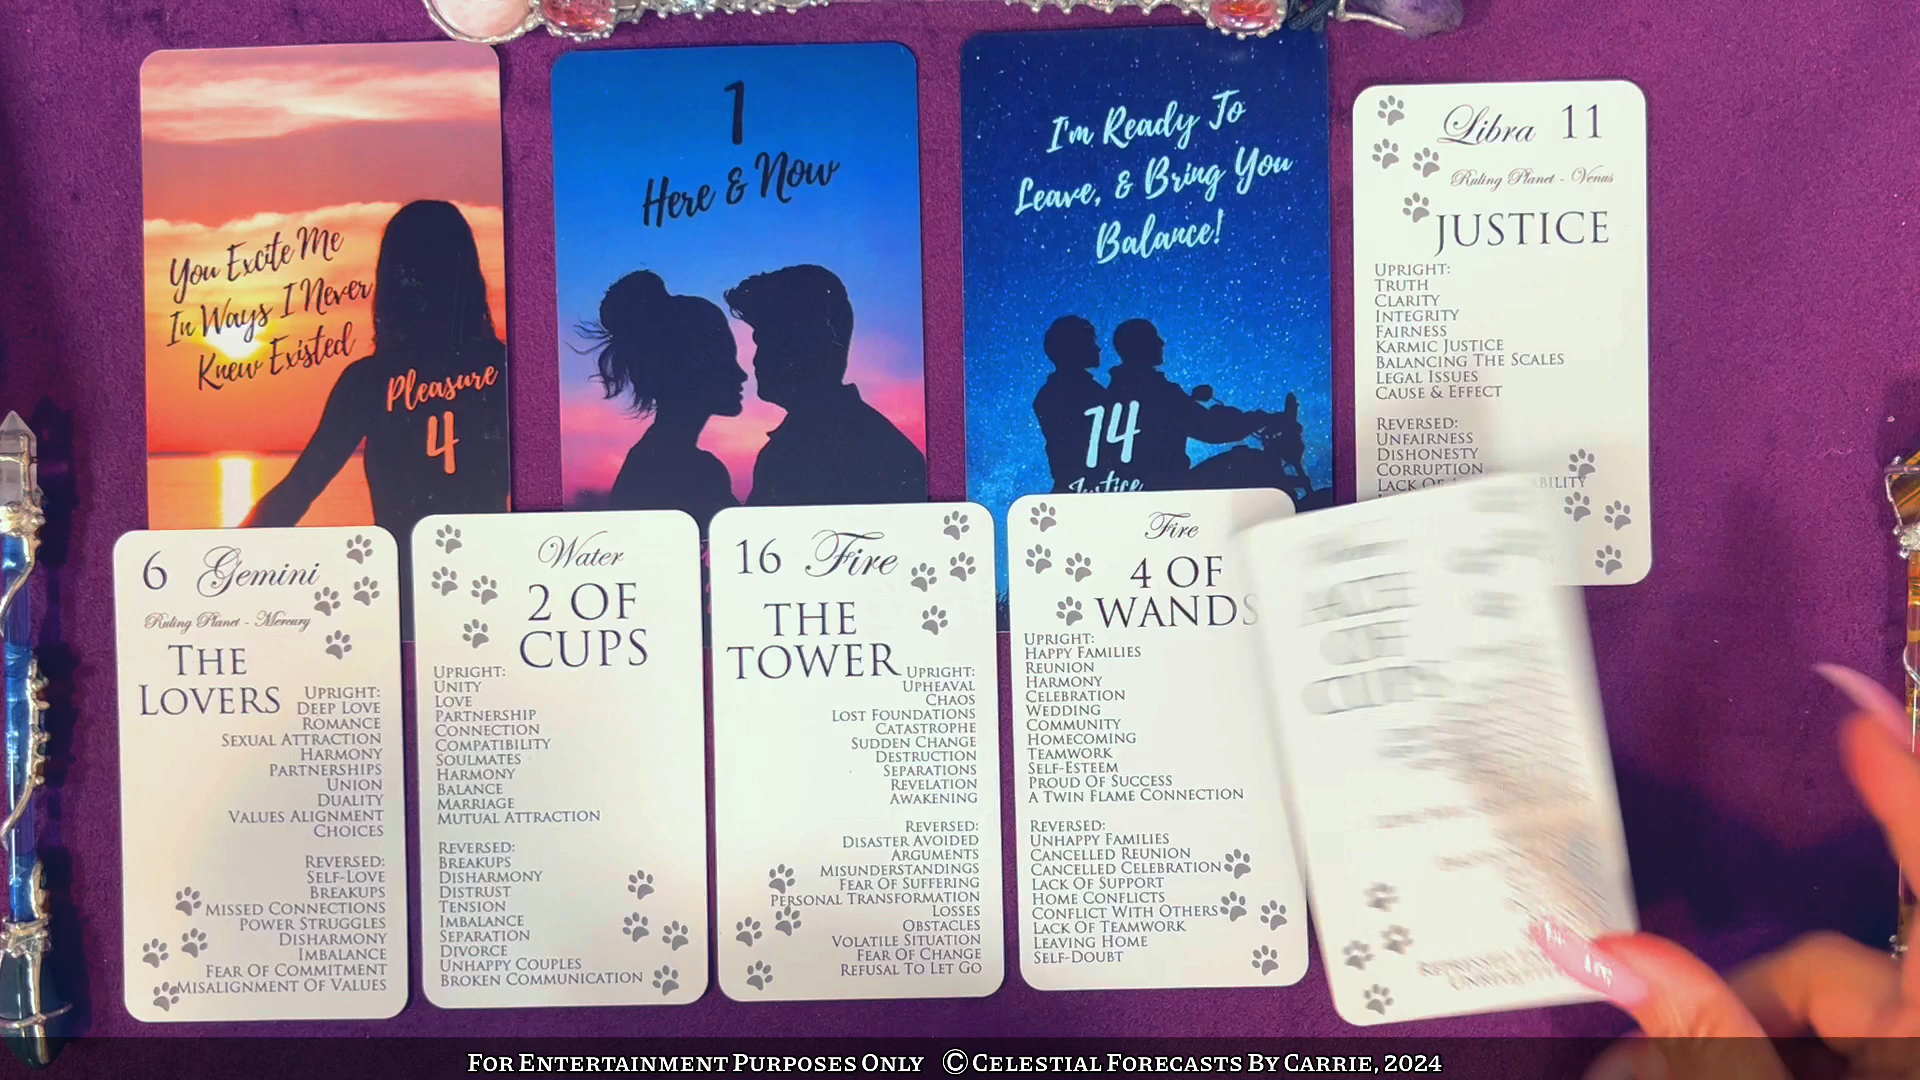 You Excite Me
In Ways I Never
Knew Existed
Pleasure
4
1
Here & Now
I'm Ready To
Leave, & Bring You
Balance!
14
Justice
Libra 11
Ruling Planet - Venus
JUSTICE
UPRIGHT:
TRUTH
CLARITY
INTEGRITY
FAIRNESS
KARMIC JUSTICE
BALANCING THE SCALES
LEGAL ISSUES
CAUSE & EFFECT
REVERSED:
UNFAIRNESS
DISHONESTY
CORRUPTION
LACK
6 Gemini
Ruling Planet - Mercury
THE
LOVERS
UPRIGHT:
DEEP LOVE
ROMANCE
SEXUAL ATTRACTION
HARMONY
PARTNERSHIPS
UNION
DUALITY
VALUES ALIGNMENT
CHOICES
REVERSED:
SELF-LOVE
BREAKUPS
MISSED CONNECTIONS
POWER STRUGGLES
DISHARMONY
IMBALANCE
FEAR OF COMMITMENT
MISALIGNMENT OF VALUES
Water
2 OF
CUPS
UPRIGHT:
UNITY
LOVE
PARTNERSHIP
CONNECTION
COMPATIBILITY
SOULMATES
HARMONY
BALANCE
MARRIAGE
MUTUAL ATTRACTION
REVERSED:
BREAKUPS
DISHARMONY
DISTRUST
TENSION
IMBALANCE
SEPARATION
DIVORCE
UNHAPPY COUPLES
BROKEN COMMUNICATION
16 Fire
THE
TOWER
UPRIGHT:
UPHEAVAL
CHAOS
LOST FOUNDATIONS
CATASTROPHE
SUDDEN CHANGE
DESTRUCTION
SEPARATIONS
REVELATION
AWAKENING
REVERSED:
DISASTER AVOIDED
ARGUMENTS
MISUNDERSTANDINGS
FEAR OF SUFFERING
PERSONAL TRANSFORMATION
LOSSES
OBSTACLES
VOLATILE SITUATION
FEAR OF CHANGE
REFUSAL TO LET GO
Fire
4 OF
WANDS
UPRIGHT:
HAPPY FAMILIES
REUNION
HARMONY
CELEBRATION
WEDDING
COMMUNITY
HOMECOMING
TEAMWORK
SELF-ESTEEM
PROUD OF SUCCESS
A TWIN FLAME CONNECTION
REVERSED:
UNHAPPY FAMILIES
CANCELLED REUNION
CANCELLED CELEBRATION
LACK OF SUPPORT
HOME CONFLICTS
CONFLICT WITH OTHERS
LACK OF TEAMWORK
LEAVING HOME
SELF-DOUBT
OF
CUPS
FOR ENTERTAINMENT PURPOSES ONLY © CELESTIAL FORECASTS BY CARRIE, 2024